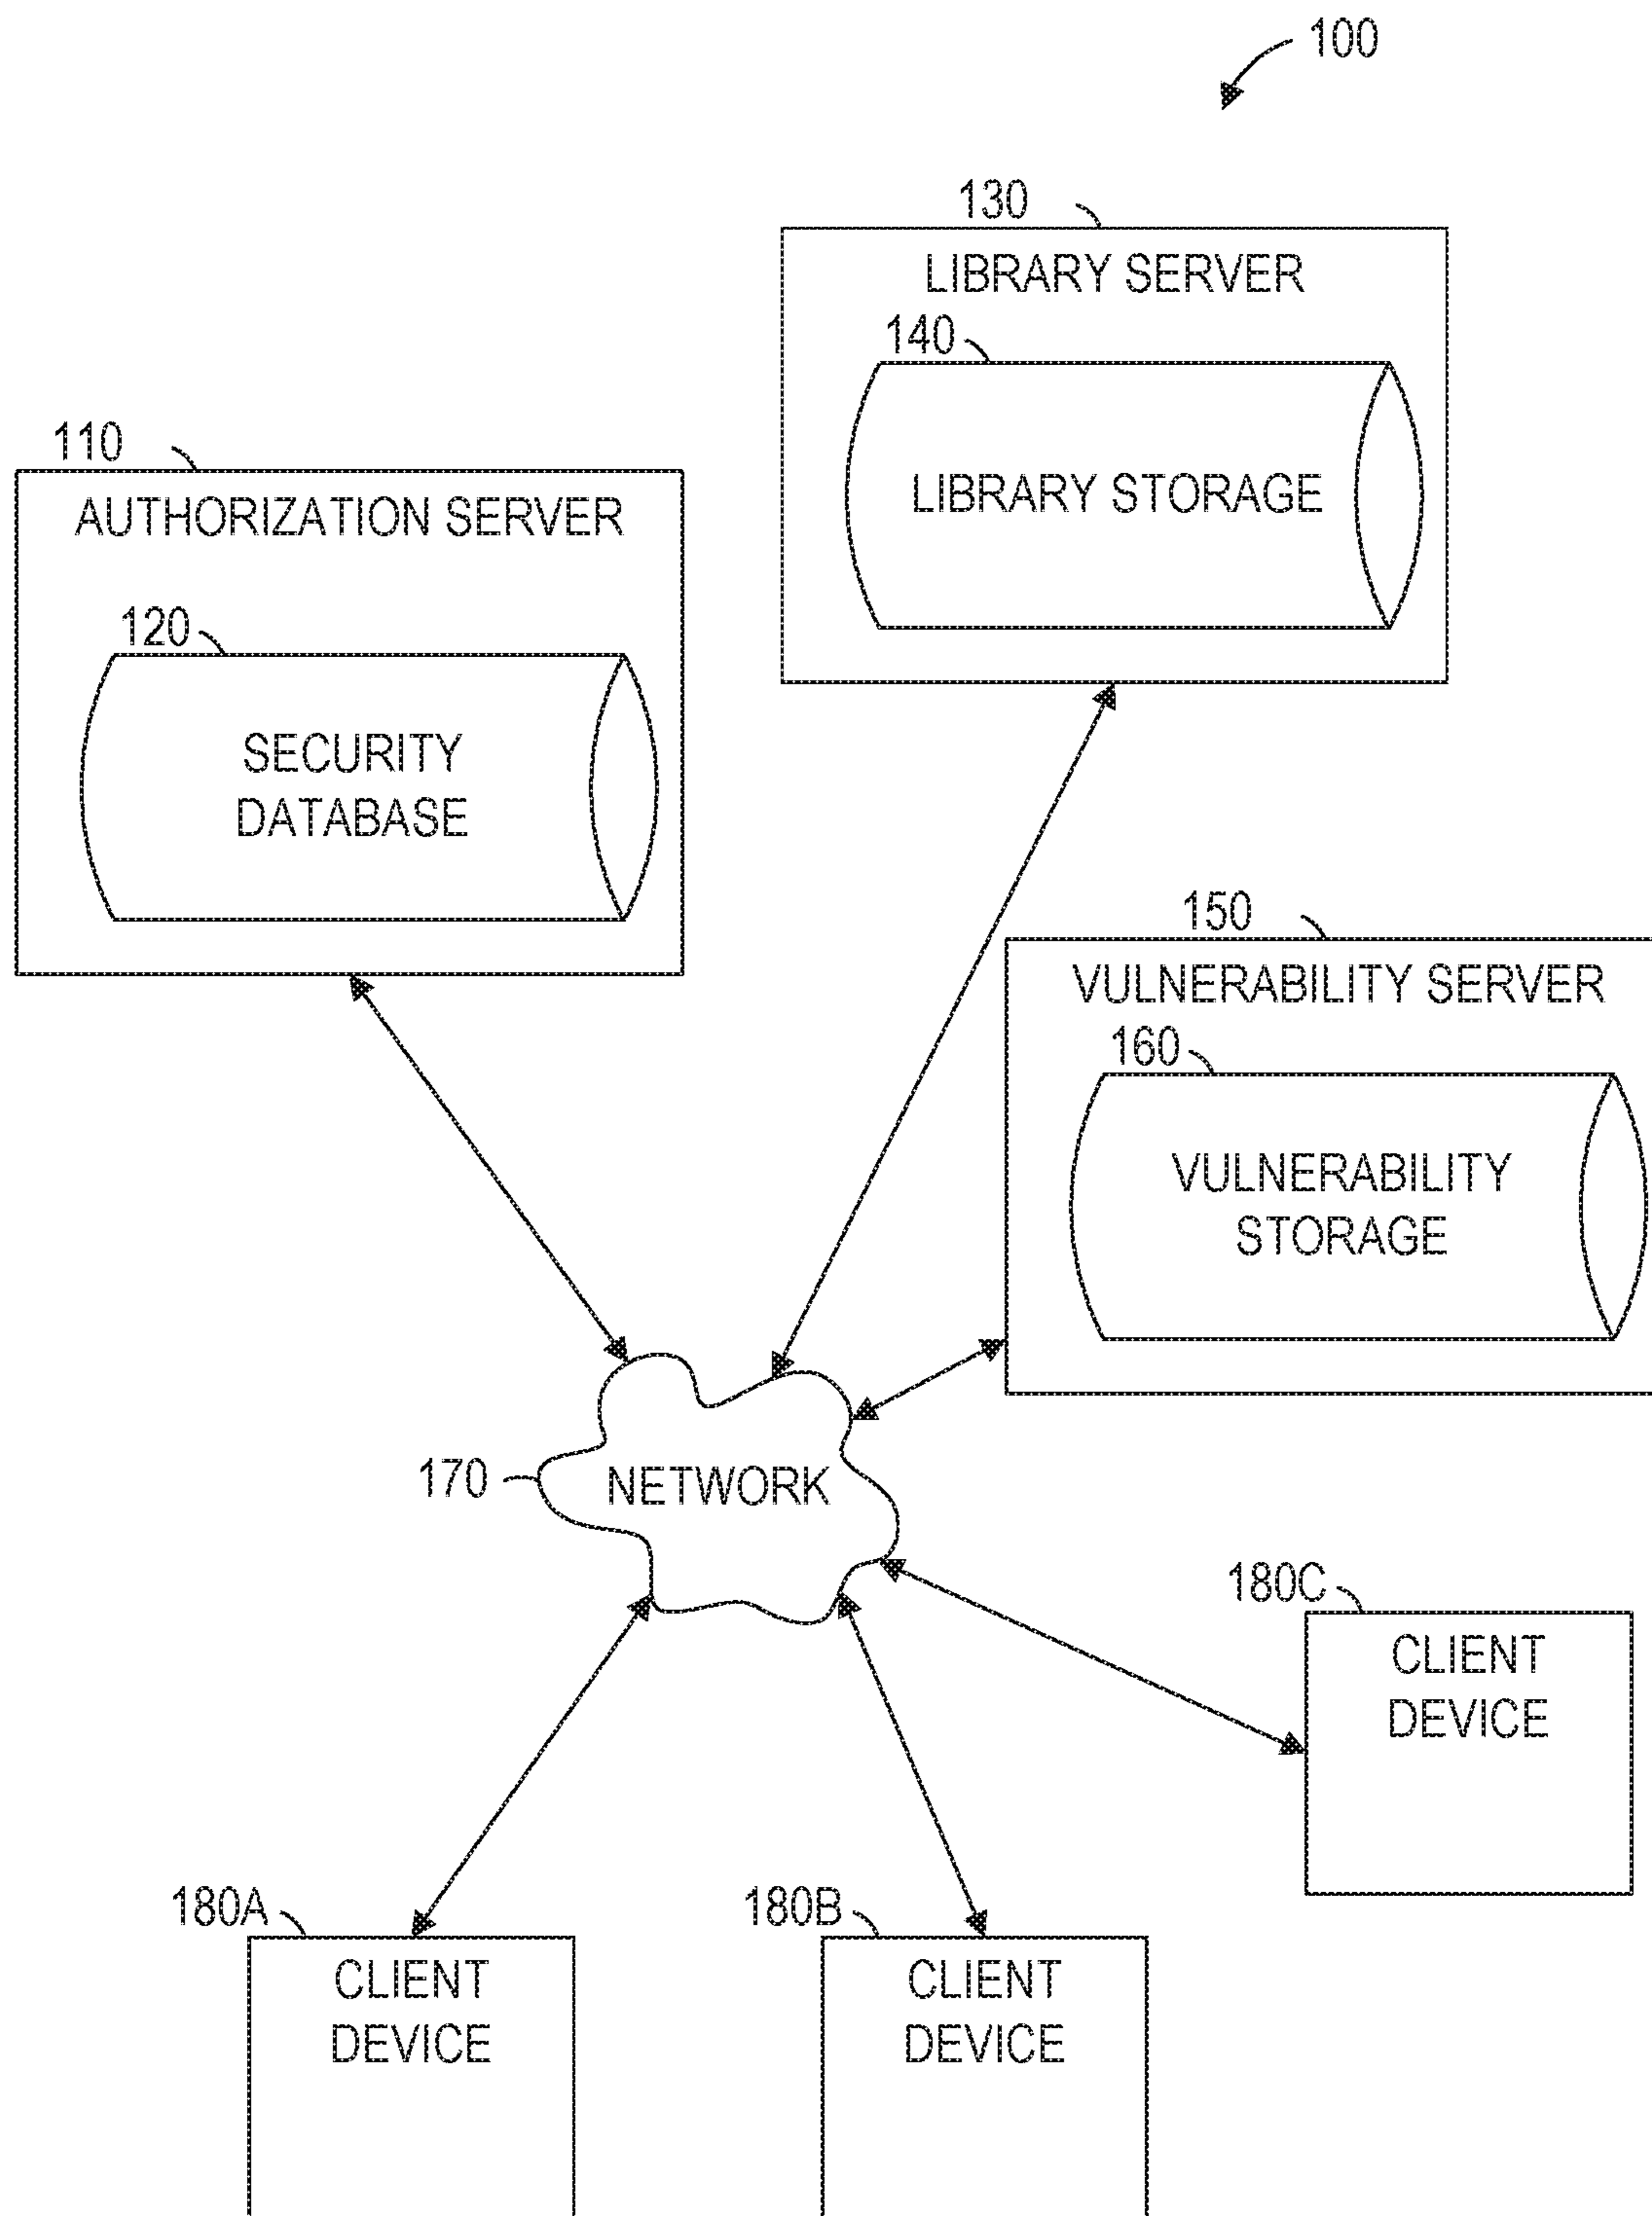 100
130
LIBRARY SERVER
140
LIBRARY STORAGE
110
AUTHORIZATION SERVER
120
SECURITY
DATABASE
150
VULNERABILITY SERVER
160
VULNERABILITY
STORAGE
170
NETWORK
180C
CLIENT
DEVICE
180A
CLIENT
DEVICE
180B
CLIENT
DEVICE